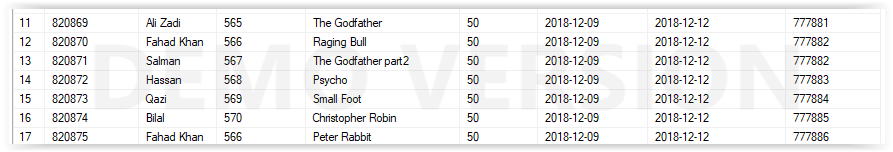 11 820869 Ali Zadi 565 The Godfather 50 2018-12-09 2018-12-12 777881
12 820870 Fahad Khan 566 Raging Bull 50 2018-12-09 2018-12-12 777882
13 820871 Salman 567 The Godfather part2 50 2018-12-09 2018-12-12 777882
14 820872 Hassan 568 Psycho 50 2018-12-09 2018-12-12 777883
15 820873 Qazi 569 Small Foot 50 2018-12-09 2018-12-12 777884
16 820874 Bilal 570 Christopher Robin 50 2018-12-09 2018-12-12 777885
17 820875 Fahad Khan 566 Peter Rabbit 50 2018-12-09 2018-12-12 777886
DEMO VERSION